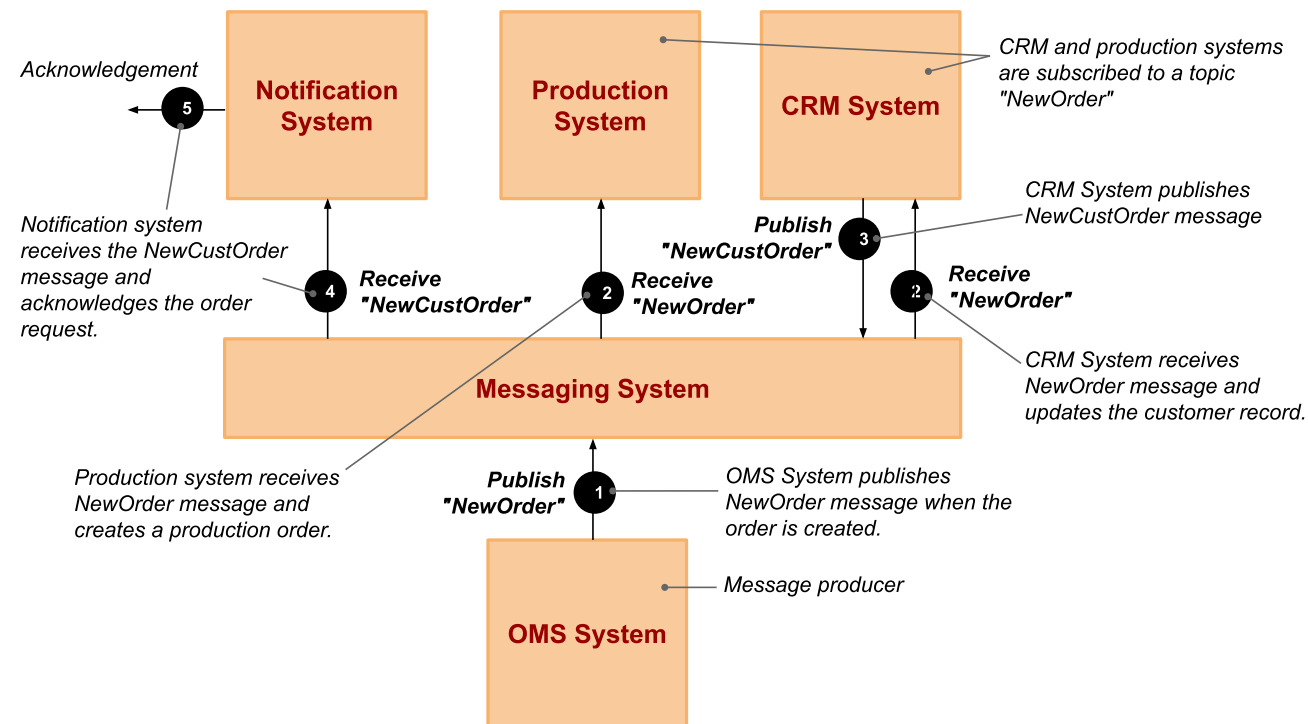 Acknowledgement
5
Notification
System
Production
System
CRM System
CRM and production systems
are subscribed to a topic
"NewOrder"
Notification system
receives the NewCustOrder
message and
acknowledges the order
request.
4
Receive
"NewCustOrder"
2
Receive
"NewOrder"
Publish
"NewCustOrder"
3
CRM System publishes
NewCustOrder message
2
Receive
"NewOrder"
CRM System receives
NewOrder message and
updates the customer record.
Messaging System
Production system receives
NewOrder message and
creates a production order.
Publish
"NewOrder"
1
OMS System publishes
NewOrder message when the
order is created.
Message producer
OMS System